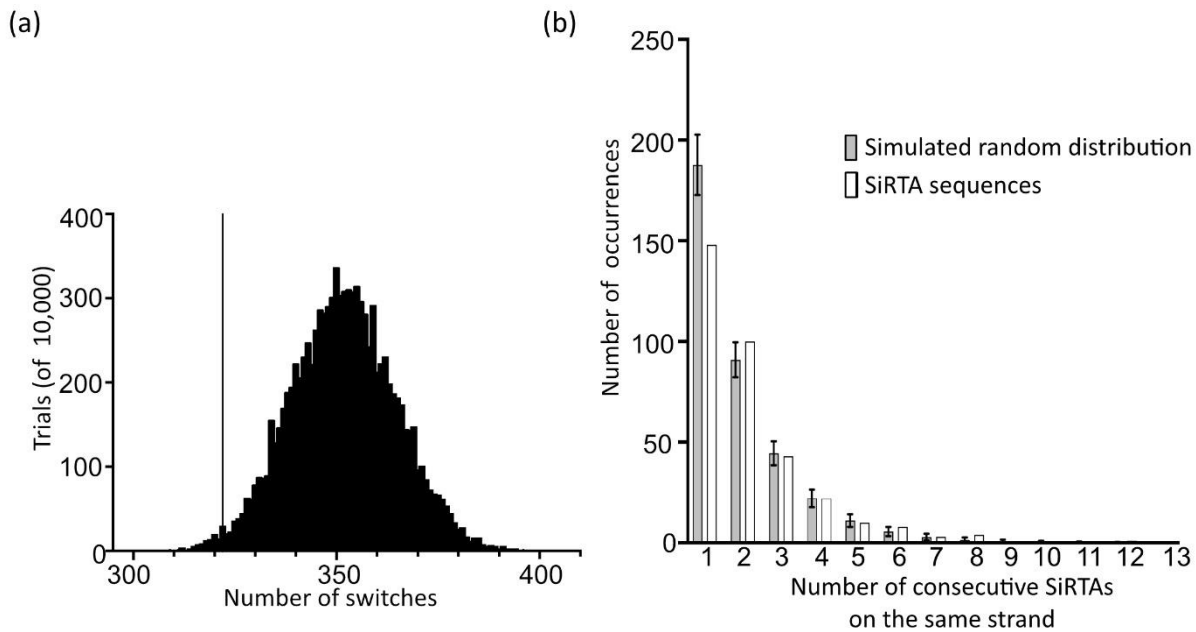 (a)
400
300
200
100
0
Trials (of 10,000)
300
350
400
Number of switches
(b)
250
200
150
100
50
0
Number of occurrences
Simulated random distribution
SiRTA sequences
1 2 3 4 5 6 7 8 9 10 11 12 13
Number of consecutive SiRTAs
on the same strand